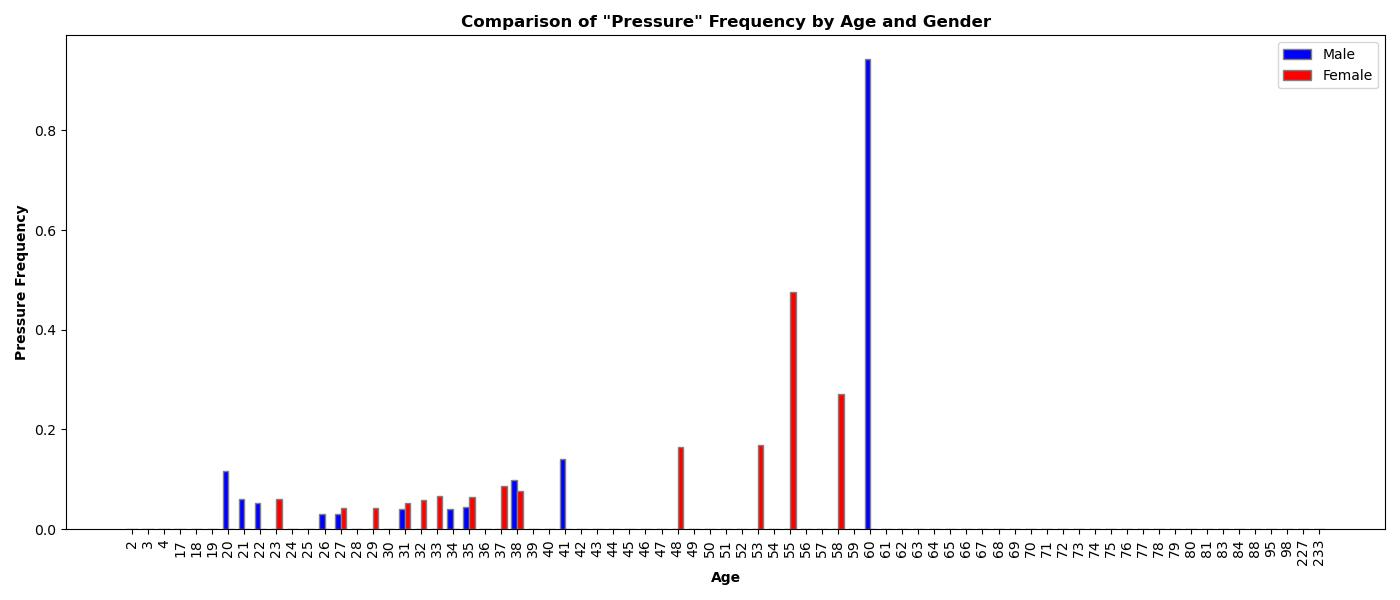 Comparison of "Pressure" Frequency by Age and Gender
Male
Female
Pressure Frequency
0.8
0.6
0.4
0.2
0.0
2 3 4 17 18 19 20 21 22 23 24 25 26 27 28 29 30 31 32 33 34 35 36 37 38 39 40 41 42 43 44 45 46 47 48 49 50 51 52 53 54 55 56 57 58 59 60 61 62 63 64 65 66 67 68 69 70 71 72 73 74 75 76 77 78 79 80 81 83 84 88 95 98 227 233
Age